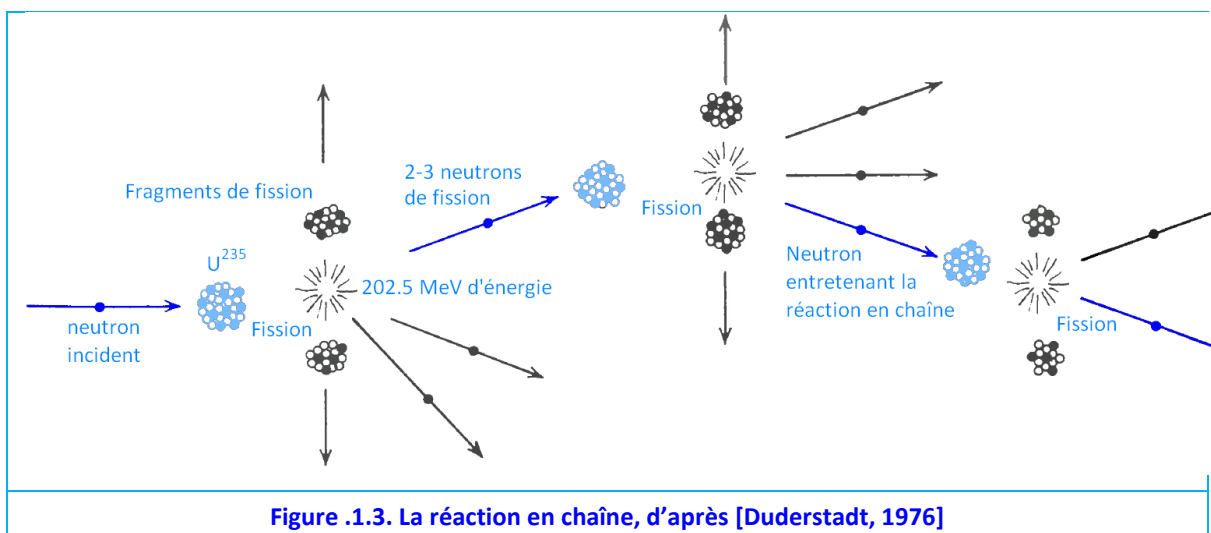 Fragments de fission
U²³⁵
neutron
incident
Fission
202.5 MeV d'énergie
2-3 neutrons
de fission
Fission
Neutron
entretenant la
réaction en chaîne
Fission
Figure .1.3. La réaction en chaîne, d’après [Duderstadt, 1976]